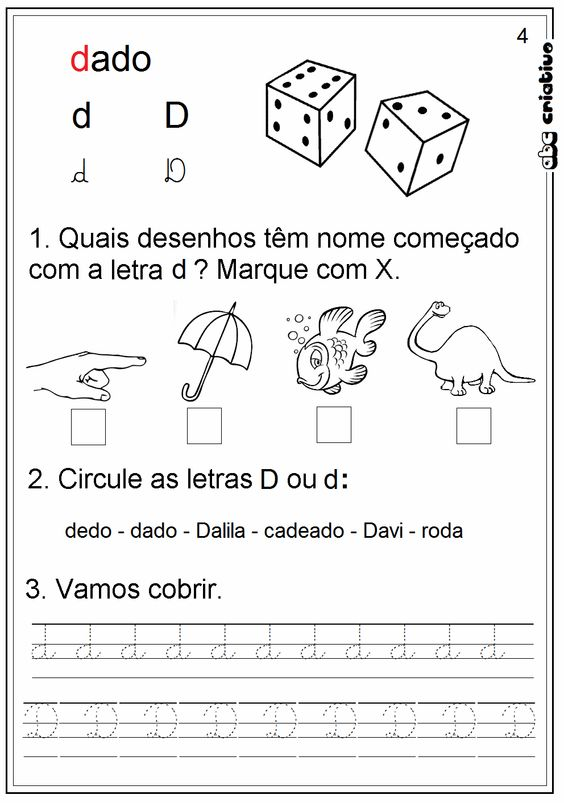 4
abc criativo
dado
d D
d D
1. Quais desenhos têm nome começado
com a letra d ? Marque com X.
2. Circule as letras D ou d:
dedo - dado - Dalila - cadeado - Davi - roda
3. Vamos cobrir.
d d d d d d d d d d d
D D D D D D D D D